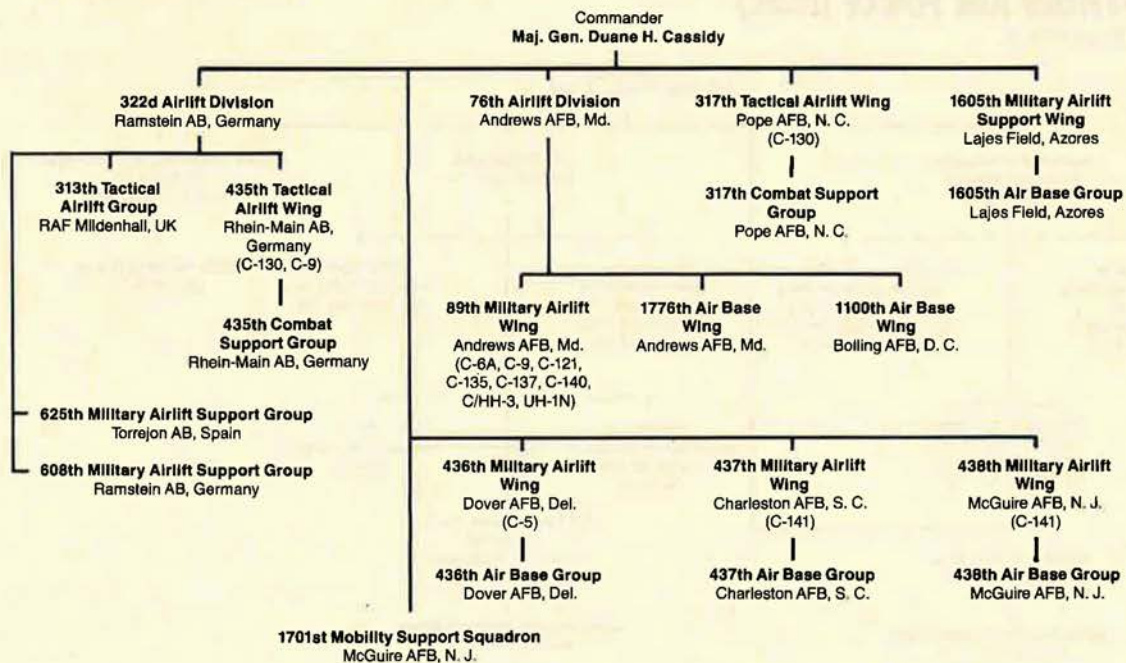 Commander
Maj. Gen. Duane H. Cassidy
322d Airlift Division
Ramstein AB, Germany
76th Airlift Division
Andrews AFB, Md.
317th Tactical Airlift Wing
Pope AFB, N. C.
(C-130)
1605th Military Airlift
Support Wing
Lajes Field, Azores
313th Tactical
Airlift Group
RAF Mildenhall, UK
435th Tactical
Airlift Wing
Rhein-Main AB,
Germany
(C-130, C-9)
317th Combat Support
Group
Pope AFB, N. C.
1605th Air Base Group
Lajes Field, Azores
435th Combat
Support Group
Rhein-Main AB, Germany
89th Military Airlift
Wing
Andrews AFB, Md.
(C-6A, C-9, C-121,
C-135, C-137, C-140,
C/HH-3, UH-1N)
1776th Air Base
Wing
Andrews AFB, Md.
1100th Air Base
Wing
Bolling AFB, D. C.
625th Military Airlift Support Group
Torrejon AB, Spain
608th Military Airlift Support Group
Ramstein AB, Germany
436th Military Airlift
Wing
Dover AFB, Del.
(C-5)
437th Military Airlift
Wing
Charleston AFB, S. C.
(C-141)
438th Military Airlift
Wing
McGuire AFB, N. J.
(C-141)
436th Air Base Group
Dover AFB, Del.
437th Air Base Group
Charleston AFB, S. C.
438th Air Base Group
McGuire AFB, N. J.
1701st Mobility Support Squadron
McGuire AFB, N. J.